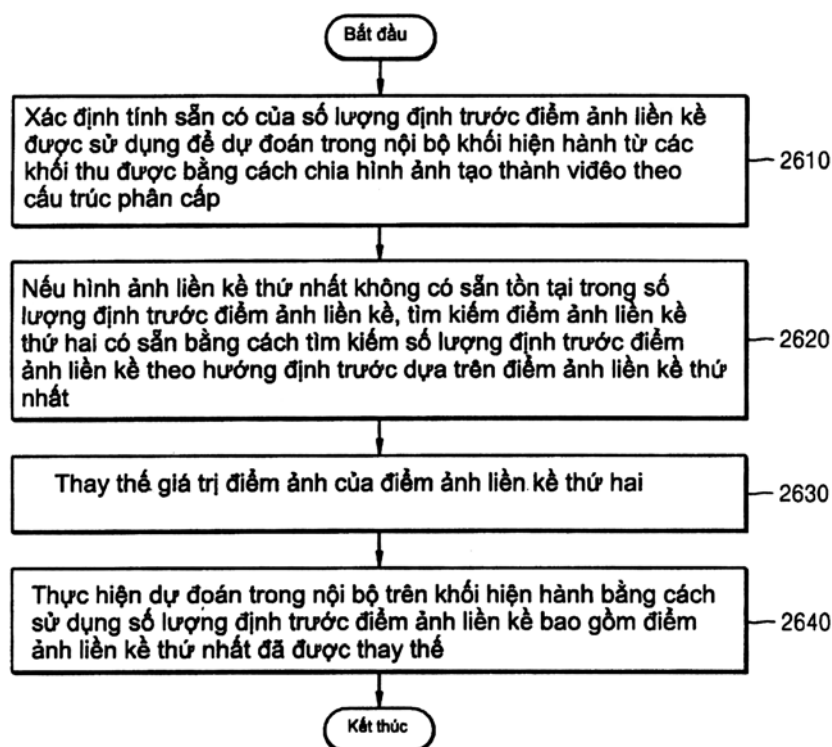 Bắt đầu
Xác định tính sẵn có của số lượng định trước điểm ảnh liền kề
được sử dụng để dự đoán trong nội bộ khối hiện hành từ các
khối thu được bằng cách chia hình ảnh tạo thành viđêo theo
cấu trúc phân cấp
2610
Nếu hình ảnh liền kề thứ nhất không có sẵn tồn tại trong số
lượng định trước điểm ảnh liền kề, tìm kiếm điểm ảnh liền kề
thứ hai có sẵn bằng cách tìm kiếm số lượng định trước điểm
ảnh liền kề theo hướng định trước dựa trên điểm ảnh liền kề thứ
nhất
2620
Thay thế giá trị điểm ảnh của điểm ảnh liền kề thứ hai
2630
Thực hiện dự đoán trong nội bộ trên khối hiện hành bằng cách
sử dụng số lượng định trước điểm ảnh liền kề bao gồm điểm
ảnh liền kề thứ nhất đã được thay thế
2640
Kết thúc